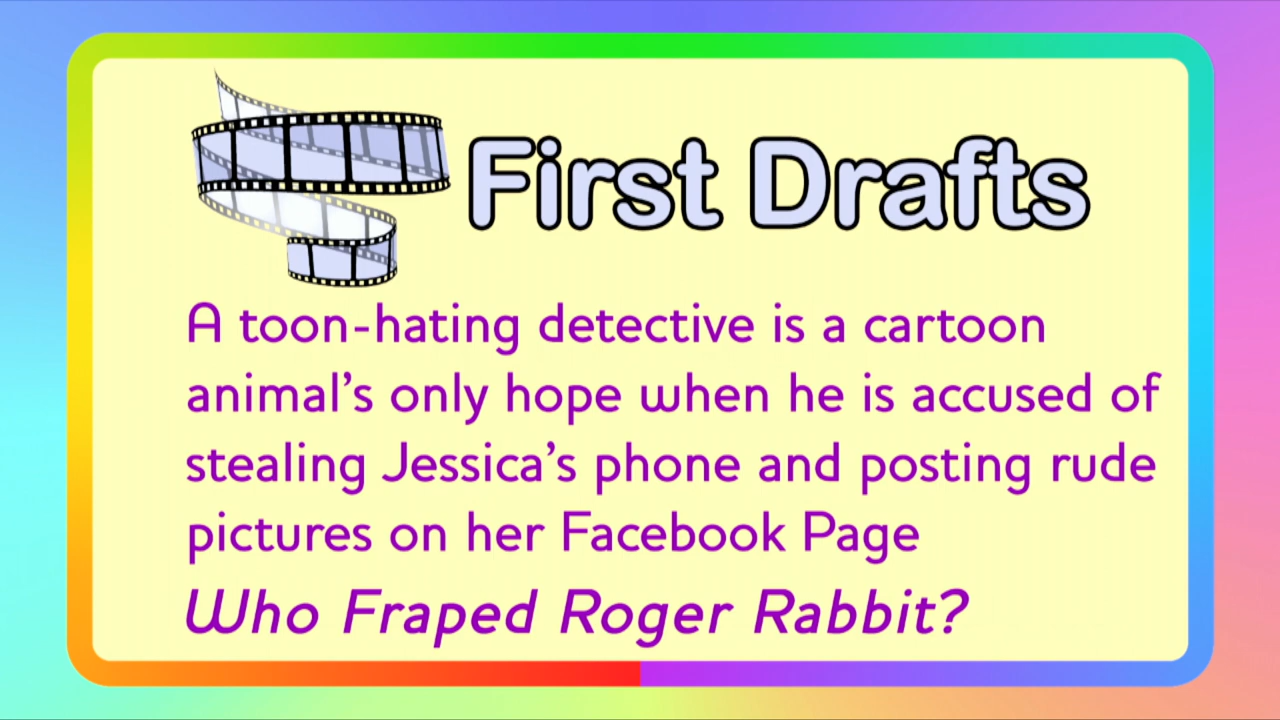 First Drafts
A toon-hating detective is a cartoon
animal's only hope when he is accused of
stealing Jessica's phone and posting rude
pictures on her Facebook Page
Who Fraped Roger Rabbit?